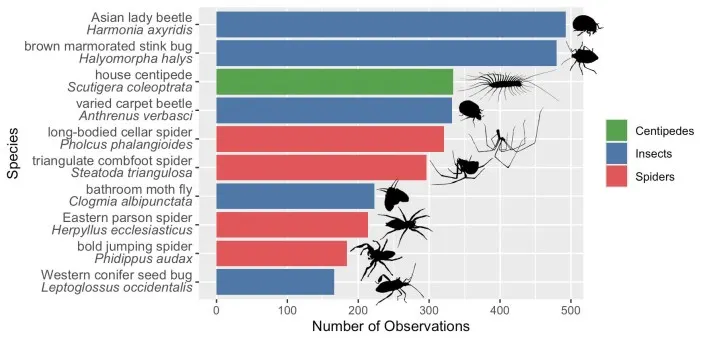 Asian lady beetle
Harmonia axyridis
brown marmorated stink bug
Halyomorpha halys
house centipede
Scutigera coleoptrata
varied carpet beetle
Anthrenus verbasci
long-bodied cellar spider
Pholcus phalangioides
triangulate combfoot spider
Steatoda triangulosa
bathroom moth fly
Clogmia albipunctata
Eastern parson spider
Herpyllus ecclesiasticus
bold jumping spider
Phidippus audax
Western conifer seed bug
Leptoglossus occidentalis
Species
0 100 200 300 400 500
Number of Observations
Centipedes
Insects
Spiders